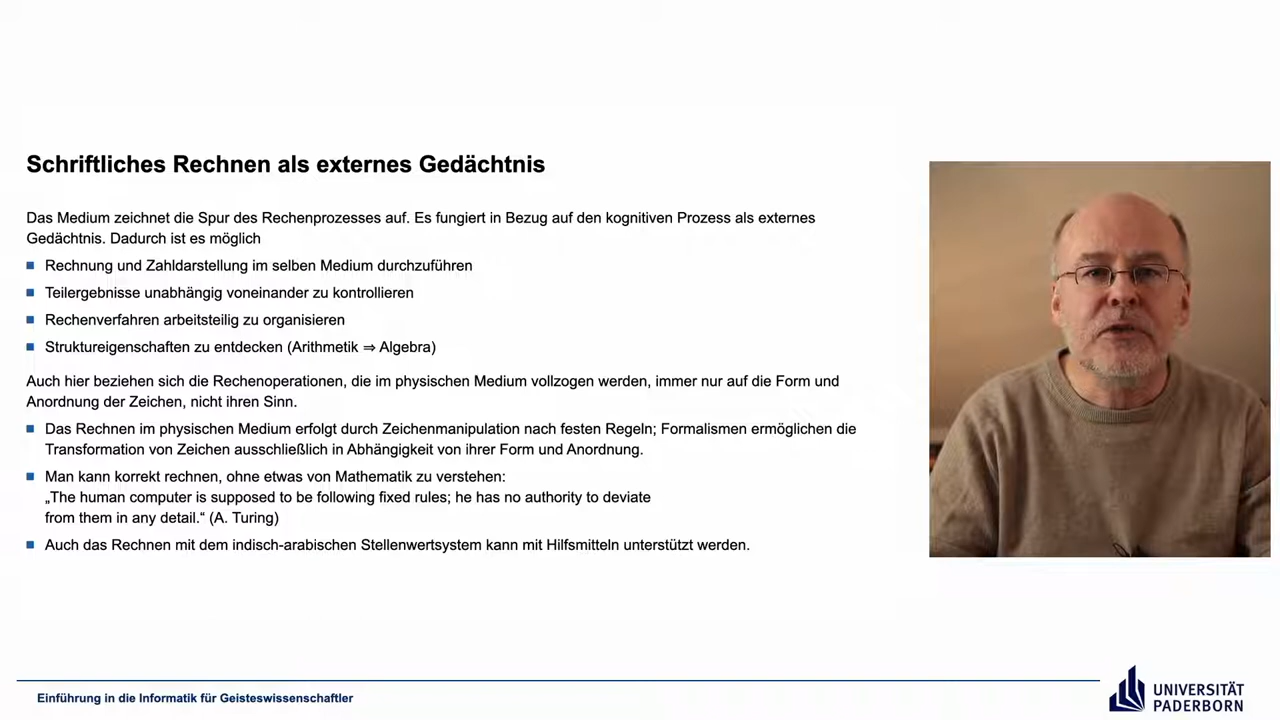 Schriftliches Rechnen als externes Gedächtnis
Das Medium zeichnet die Spur des Rechenprozesses auf. Es fungiert in Bezug auf den kognitiven Prozess als externes
Gedächtnis. Dadurch ist es möglich
Rechnung und Zahldarstellung im selben Medium durchzuführen
Teilergebnisse unabhängig voneinander zu kontrollieren
Rechenverfahren arbeitsteilig zu organisieren
Struktureigenschaften zu entdecken (Arithmetik ⇒ Algebra)
Auch hier beziehen sich die Rechenoperationen, die im physischen Medium vollzogen werden, immer nur auf die Form und
Anordnung der Zeichen, nicht ihren Sinn.
Das Rechnen im physischen Medium erfolgt durch Zeichenmanipulation nach festen Regeln; Formalismen ermöglichen die
Transformation von Zeichen ausschließlich in Abhängigkeit von ihrer Form und Anordnung.
Man kann korrekt rechnen, ohne etwas von Mathematik zu verstehen:
„The human computer is supposed to be following fixed rules; he has no authority to deviate
from them in any detail.“ (A. Turing)
Auch das Rechnen mit dem indisch-arabischen Stellenwertsystem kann mit Hilfsmitteln unterstützt werden.
Einführung in die Informatik für Geisteswissenschaftler
UNIVERSITÄT
PADERBORN